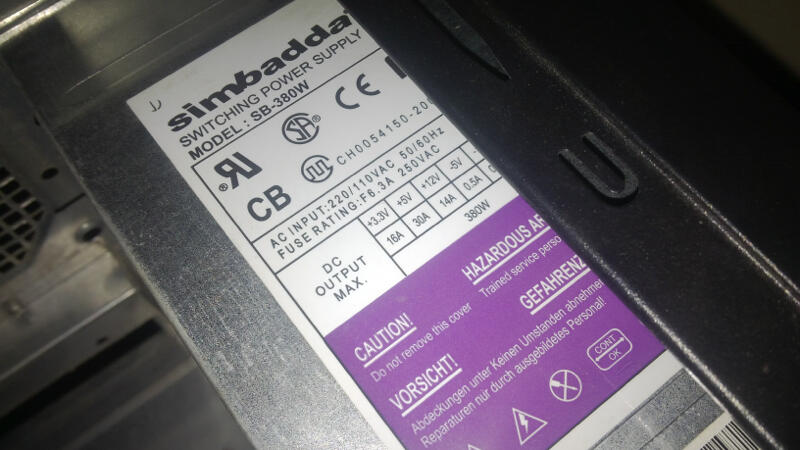 simbadda
SWITCHING POWER SUPPLY
MODEL : SB-380W
CE
CB
CH0054150-20
AC INPUT:220/110VAC 50/60Hz
FUSE RATING:F6.3A 250VAC
DC OUTPUT MAX.
+3.3V +5V +12V -5V
16A 30A 14A 0.5A
380W
CAUTION!
Do not remove this cover
HAZARDOUS AR
Trained service perso
VORSICHT!
GEFAHRENZ
Abdeckungen unter Keinen Umstanden abnehmen
Reparaturen nur durch ausgebildetes Personal!
CONT
OK